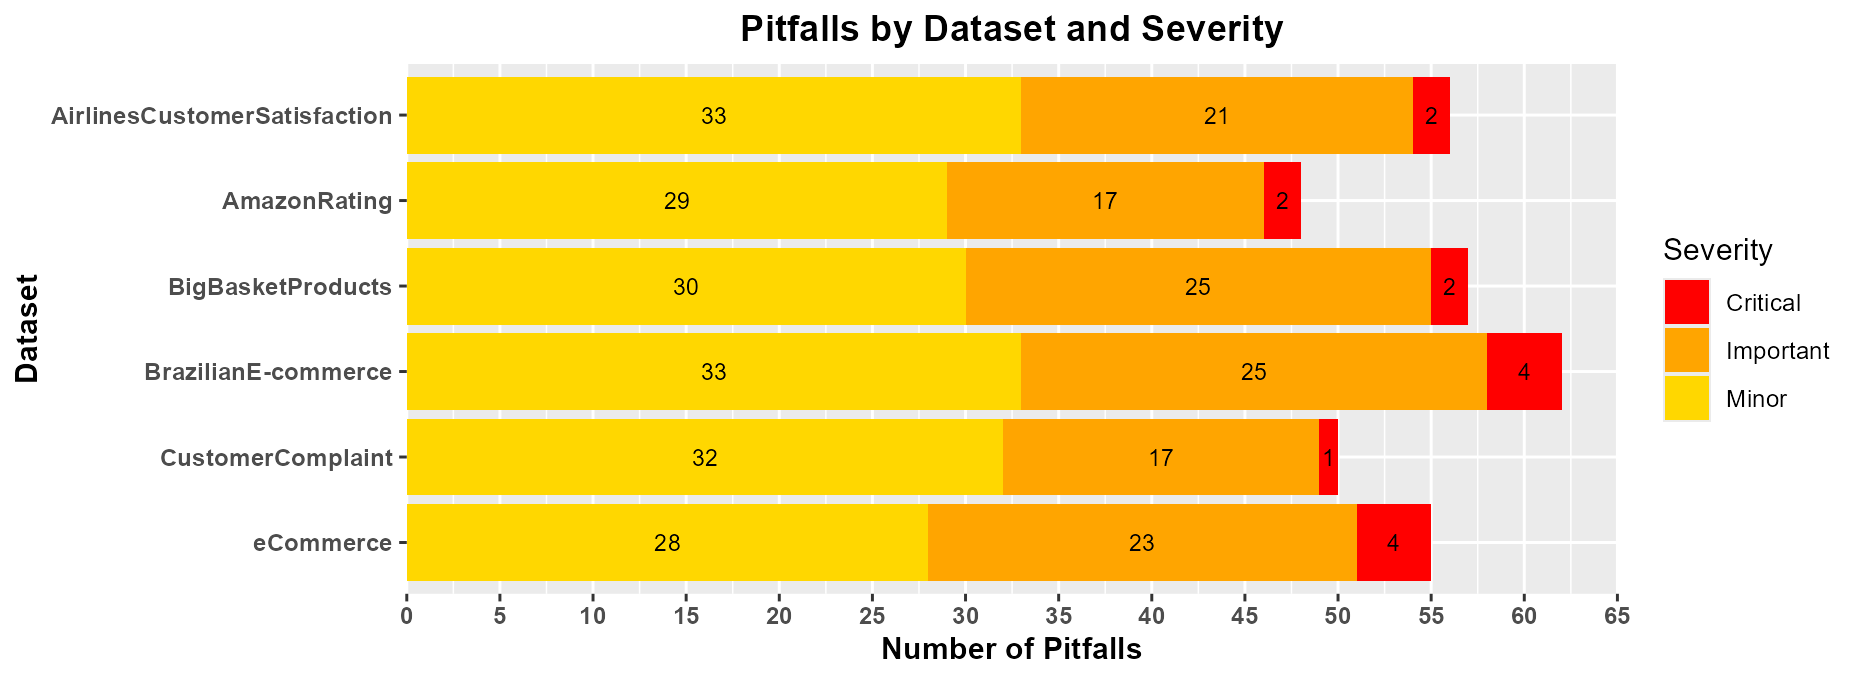 Pitfalls by Dataset and Severity
Dataset
AirlinesCustomerSatisfaction 33 21 2
AmazonRating 29 17 2
BigBasketProducts 30 25 2
BrazilianE-commerce 33 25 4
CustomerComplaint 32 17 1
eCommerce 28 23 4
0 5 10 15 20 25 30 35 40 45 50 55 60 65
Number of Pitfalls
Severity
Critical
Important
Minor